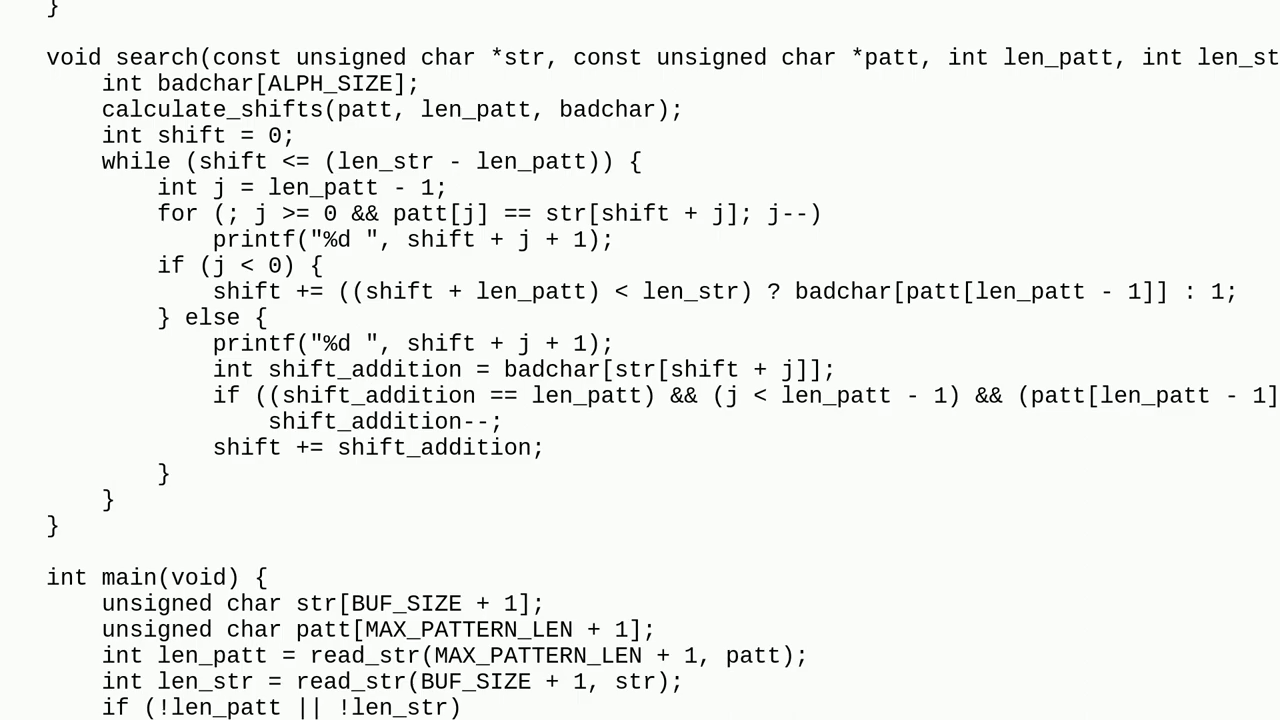 }
void search(const unsigned char *str, const unsigned char *patt, int len_patt, int len_st
    int badchar[ALPH_SIZE];
    calculate_shifts(patt, len_patt, badchar);
    int shift = 0;
    while (shift <= (len_str - len_patt)) {
        int j = len_patt - 1;
        for (; j >= 0 && patt[j] == str[shift + j]; j--)
            printf("%d ", shift + j + 1);
        if (j < 0) {
            shift += ((shift + len_patt) < len_str) ? badchar[patt[len_patt - 1]] : 1;
        } else {
            printf("%d ", shift + j + 1);
            int shift_addition = badchar[str[shift + j]];
            if ((shift_addition == len_patt) && (j < len_patt - 1) && (patt[len_patt - 1]
                shift_addition--;
            shift += shift_addition;
        }
    }
}
int main(void) {
    unsigned char str[BUF_SIZE + 1];
    unsigned char patt[MAX_PATTERN_LEN + 1];
    int len_patt = read_str(MAX_PATTERN_LEN + 1, patt);
    int len_str = read_str(BUF_SIZE + 1, str);
    if (!len_patt || !len_str)